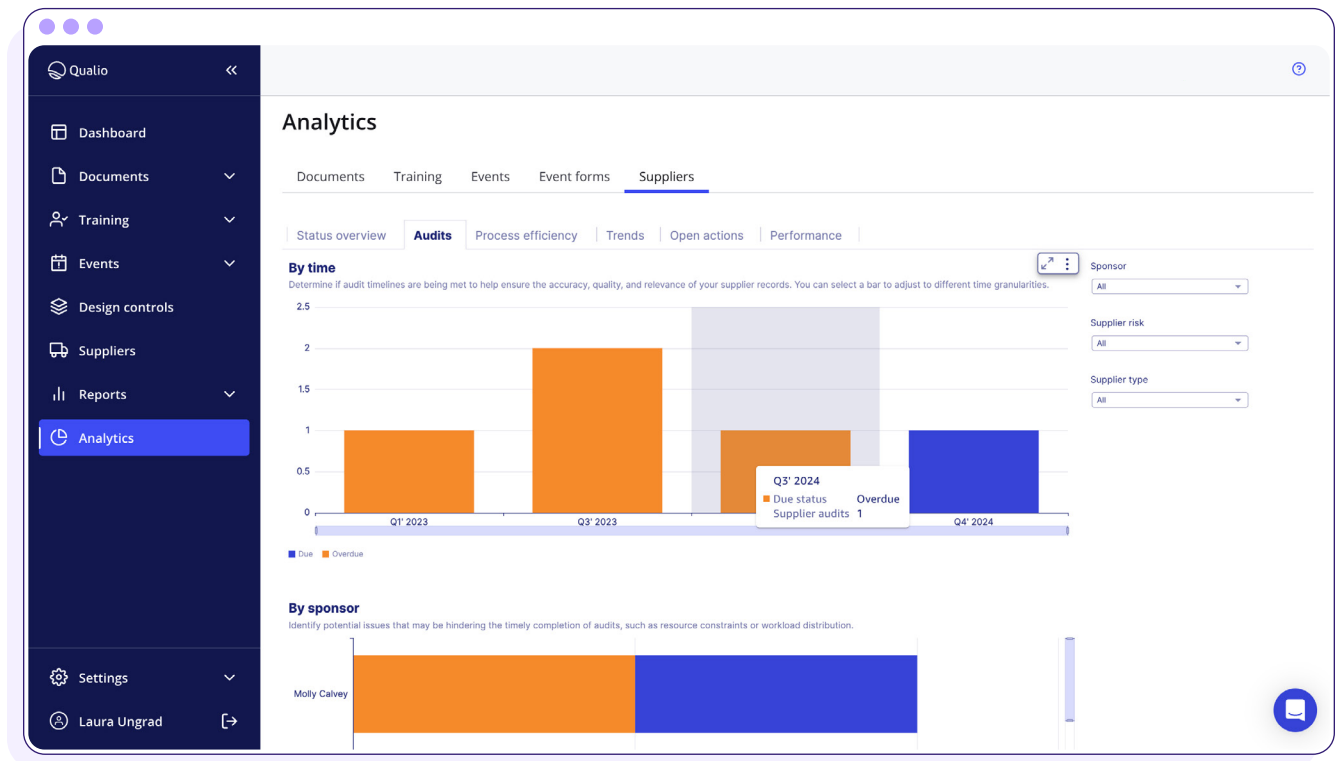 Qualio
Dashboard
Documents
Training
Events
Design controls
Suppliers
Reports
Analytics
Settings
Laura Ungrad
Analytics
Documents Training Events Event forms Suppliers
Status overview Audits Process efficiency Trends Open actions Performance
By time
Determine if audit timelines are being met to help ensure the accuracy, quality, and relevance of your supplier records. You can select a bar to adjust to different time granularities.
2.5
2
1.5
1
0.5
0
Q1' 2023 Q3' 2023 Q4' 2024
Q3' 2024
Due status Overdue
Supplier audits 1
Due Overdue
Sponsor
All
Supplier risk
All
Supplier type
All
By sponsor
Identify potential issues that may be hindering the timely completion of audits, such as resource constraints or workload distribution.
Molly Calvey